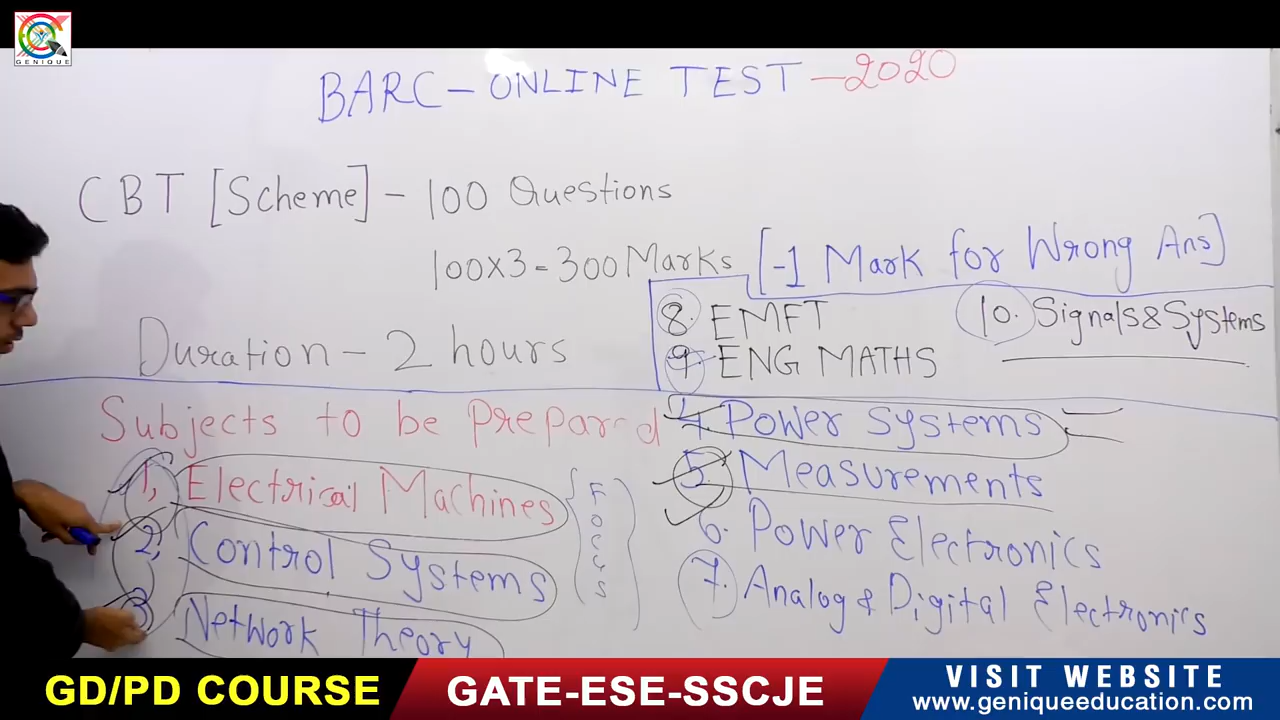 GENIQUE
BARC - ONLINE TEST - 2020
CBT [Scheme] - 100 Questions
100x3 = 300 Marks [-1 Mark for Wrong Ans]
Duration - 2 hours
8. EMFT
9. ENG MATHS
10. Signals & Systems
Subjects to be Prepared
1, Electrical Machines
2, Control Systems
3 Network Theory
FOCUS
4. Power Systems
5. Measurements
6. Power Electronics
7. Analog & Digital Electronics
GD/PD COURSE
GATE-ESE-SSCJE
VISIT WEBSITE
www.geniqueeducation.com